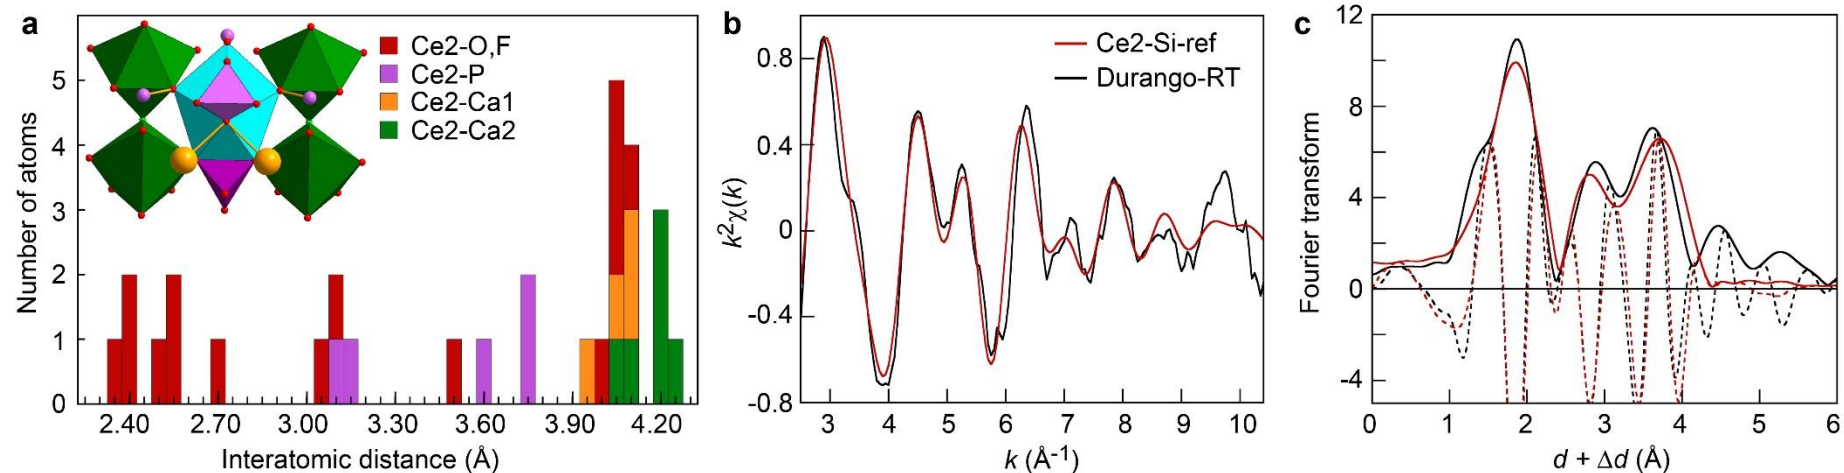 a
Number of atoms
5
4
3
2
1
0
2.40 2.70 3.00 3.30 3.60 3.90 4.20
Interatomic distance (Å)
Ce2-O,F
Ce2-P
Ce2-Ca1
Ce2-Ca2
b
k²χ(k)
0.8
0.4
0
-0.4
-0.8
3 4 5 6 7 8 9 10
k (Å⁻¹)
Ce2-Si-ref
Durango-RT
c
Fourier transform
12
8
4
0
-4
0 1 2 3 4 5 6
d + Δd (Å)